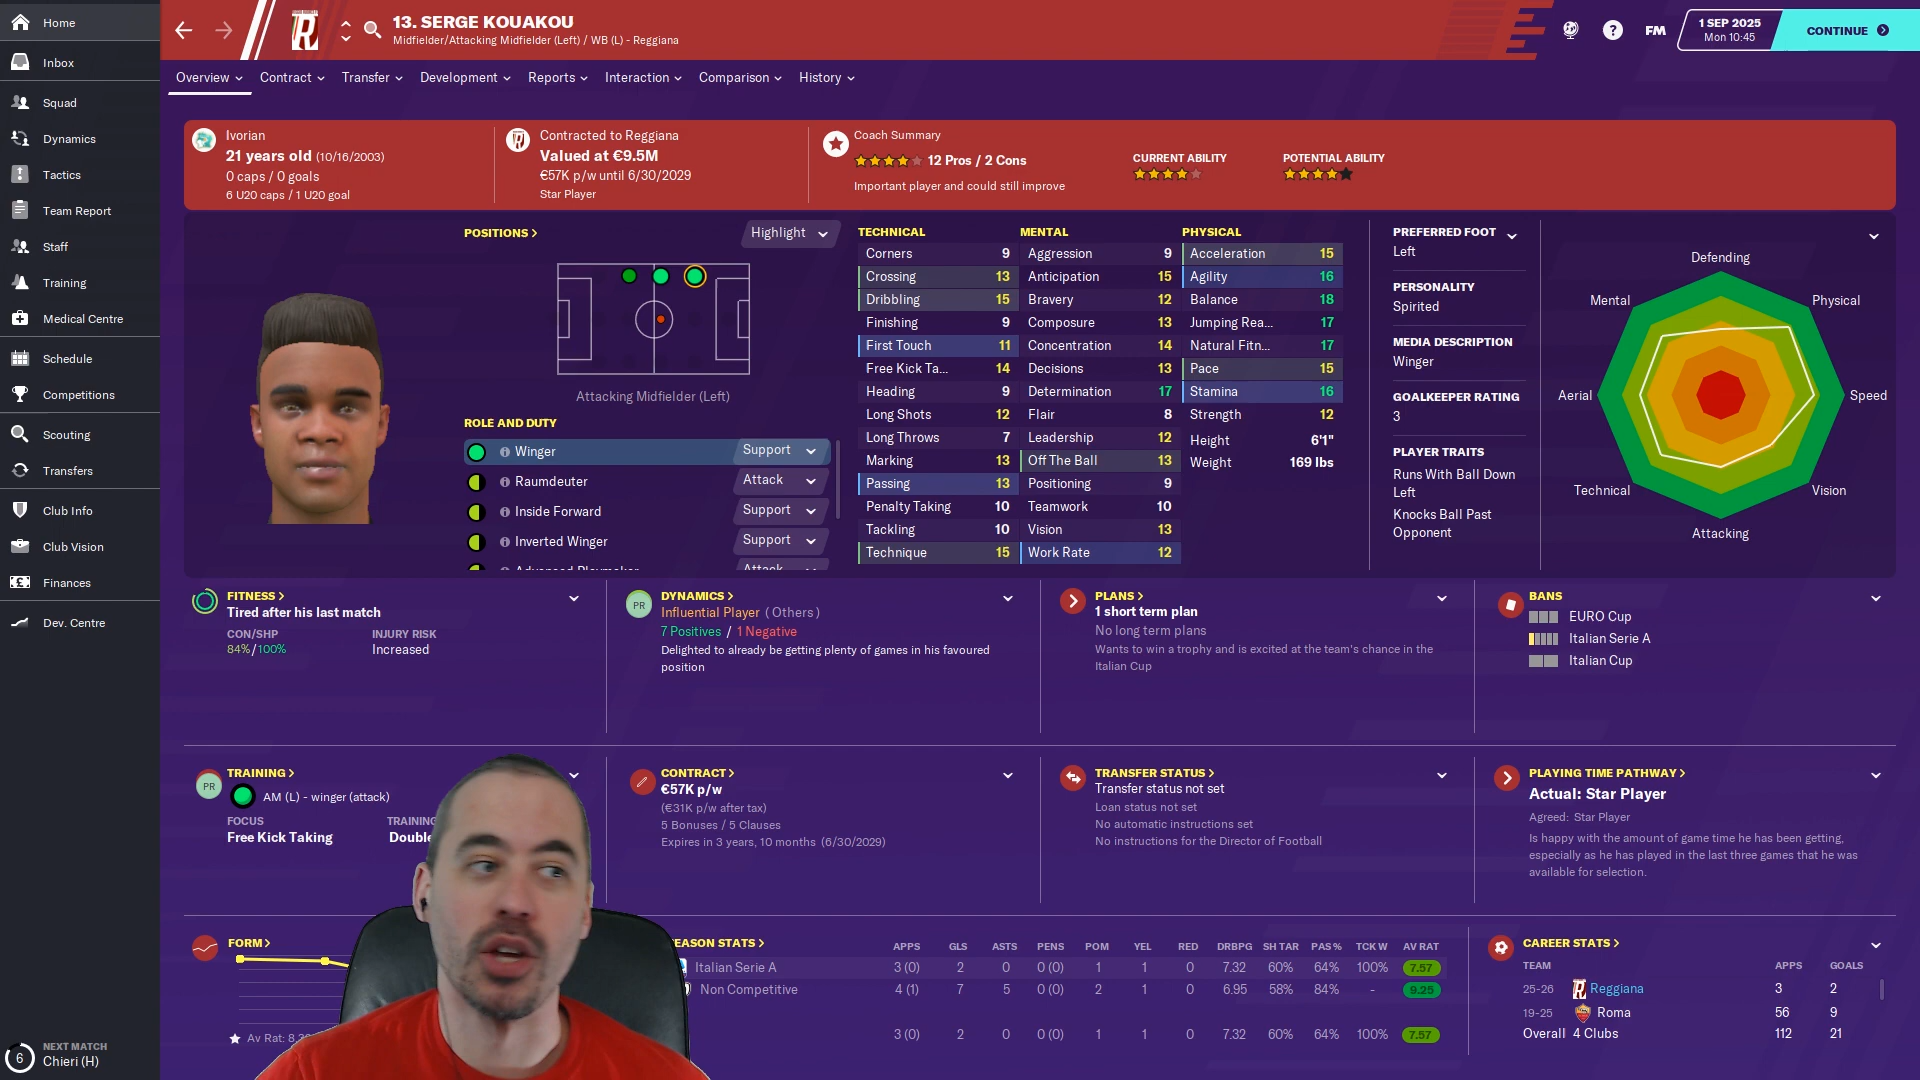 Home
Inbox
Squad
Dynamics
Tactics
Team Report
Staff
Training
Medical Centre
Schedule
Competitions
Scouting
Transfers
Club Info
Club Vision
Finances
Dev. Centre
6
NEXT MATCH
Chieri (H)
13. SERGE KOUAKOU
Midfielder/Attacking Midfielder (Left) / WB (L) - Reggiana
FM
1 SEP 2025
Mon 10:45
CONTINUE
Overview Contract Transfer Development Reports Interaction Comparison History
Ivorian
21 years old (10/16/2003)
0 caps / 0 goals
6 U20 caps / 1 U20 goal
Contracted to Reggiana
Valued at €9.5M
€57K p/w until 6/30/2029
Star Player
Coach Summary
12 Pros / 2 Cons
Important player and could still improve
CURRENT ABILITY
POTENTIAL ABILITY
POSITIONS >
Highlight
Attacking Midfielder (Left)
ROLE AND DUTY
Winger Support
Raumdeuter Attack
Inside Forward Support
Inverted Winger Support
Advanced Playmaker Attack
TECHNICAL
Corners 9
Crossing 13
Dribbling 15
Finishing 9
First Touch 11
Free Kick Ta... 14
Heading 9
Long Shots 12
Long Throws 7
Marking 13
Passing 13
Penalty Taking 10
Tackling 10
Technique 15
MENTAL
Aggression 9
Anticipation 15
Bravery 12
Composure 13
Concentration 14
Decisions 13
Determination 17
Flair 8
Leadership 12
Off The Ball 13
Positioning 9
Teamwork 10
Vision 13
Work Rate 12
PHYSICAL
Acceleration 15
Agility 16
Balance 18
Jumping Rea... 17
Natural Fitn... 17
Pace 15
Stamina 16
Strength 12
Height 6'1"
Weight 169 lbs
PREFERRED FOOT
Left
PERSONALITY
Spirited
MEDIA DESCRIPTION
Winger
GOALKEEPER RATING
3
PLAYER TRAITS
Runs With Ball Down
Left
Knocks Ball Past
Opponent
Defending
Mental
Physical
Aerial
Speed
Technical
Vision
Attacking
FITNESS >
Tired after his last match
CON/SHP INJURY RISK
84%/100% Increased
PR
DYNAMICS >
Influential Player (Others)
7 Positives / 1 Negative
Delighted to already be getting plenty of games in his favoured
position
PLANS >
1 short term plan
No long term plans
Wants to win a trophy and is excited at the team's chance in the
Italian Cup
BANS
EURO Cup
Italian Serie A
Italian Cup
PR
TRAINING >
AM (L) - winger (attack)
FOCUS TRAINING
Free Kick Taking Double
CONTRACT >
€57K p/w
(€31K p/w after tax)
5 Bonuses / 5 Clauses
Expires in 3 years, 10 months (6/30/2029)
TRANSFER STATUS >
Transfer status not set
Loan status not set
No automatic instructions set
No instructions for the Director of Football
PLAYING TIME PATHWAY >
Actual: Star Player
Agreed: Star Player
Is happy with the amount of game time he has been getting,
especially as he has played in the last three games that he was
available for selection.
FORM >
Av Rat: 8.
EASON STATS > APPS GLS ASTS PENS POM YEL RED DRBPG SH TAR PAS% TCK W AV RAT
Italian Serie A 3 (0) 2 0 0 (0) 1 1 0 7.32 60% 64% 100% 7.57
Non Competitive 4 (1) 7 5 0 (0) 2 1 0 6.95 58% 84% - 9.25
3 (0) 2 0 0 (0) 1 1 0 7.32 60% 64% 100% 7.57
CAREER STATS >
TEAM APPS GOALS
25-26 Reggiana 3 2
19-25 Roma 56 9
Overall 4 Clubs 112 21